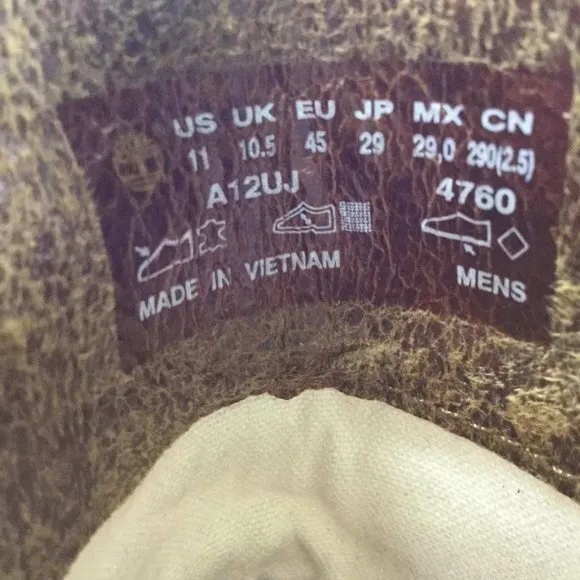 US UK EU JP MX CN
11 10.5 45 29 29,0 290(2.5)
A12UJ 4760
MADE IN VIETNAM MENS